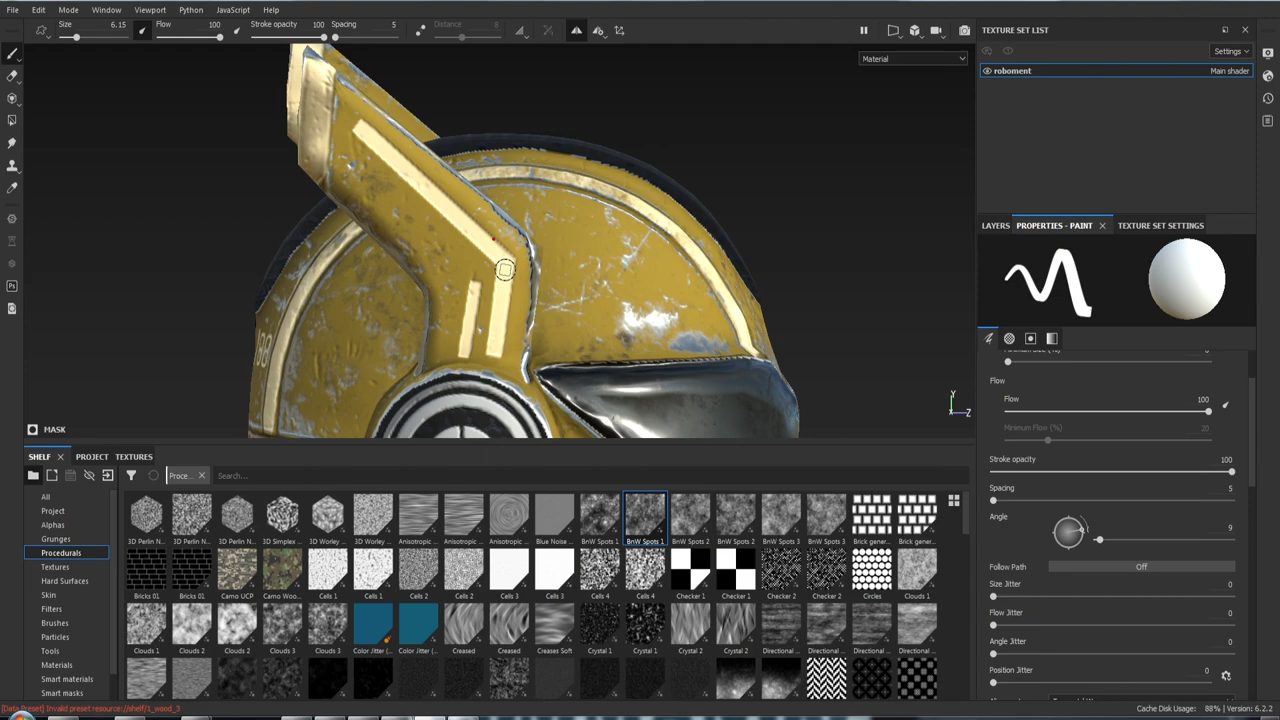 File Edit Mode Window Viewport Python JavaScript Help
Size 6.15 Flow 100 Stroke opacity 100 Spacing 5 Distance 8
Material
TEXTURE SET LIST
Settings
roboment Main shader
LAYERS PROPERTIES - PAINT TEXTURE SET SETTINGS
Flow
Flow 100
Minimum Flow (%) 20
Stroke opacity 100
Spacing 5
Angle
9
Follow Path Off
Size Jitter 0
Flow Jitter 0
Angle Jitter 0
Position Jitter 0
Y
Z
MASK
SHELF PROJECT TEXTURES
Proce... Search...
All
Project
Alphas
Grunges
Procedurals
Textures
Hard Surfaces
Skin
Filters
Brushes
Particles
Tools
Materials
Smart materials
Smart masks
3D Perlin N... 3D Perlin N... 3D Perlin N... 3D Simplex ... 3D Worley ... 3D Worley ... Anisotropic ... Anisotropic ... Anisotropic ... Blue Noise ... BnW Spots 1 BnW Spots 1 BnW Spots 2 BnW Spots 2 BnW Spots 3 BnW Spots 3 Brick gener... Brick gener...
Bricks 01 Bricks 01 Camo UCP Camo Woo... Cells 1 Cells 1 Cells 2 Cells 2 Cells 3 Cells 3 Cells 4 Cells 4 Checker 1 Checker 1 Checker 2 Checker 2 Circles Clouds 1
Clouds 1 Clouds 2 Clouds 2 Clouds 3 Clouds 3 Color Jitter (... Color Jitter (... Creased Creased Creases Soft Crystal 1 Crystal 1 Crystal 2 Crystal 2 Directional ... Directional ... Directional ... Directional ...
[Data Preset] Invalid preset resource://shelf/1_wood_3
Cache Disk Usage: 88% | Version: 6.2.2